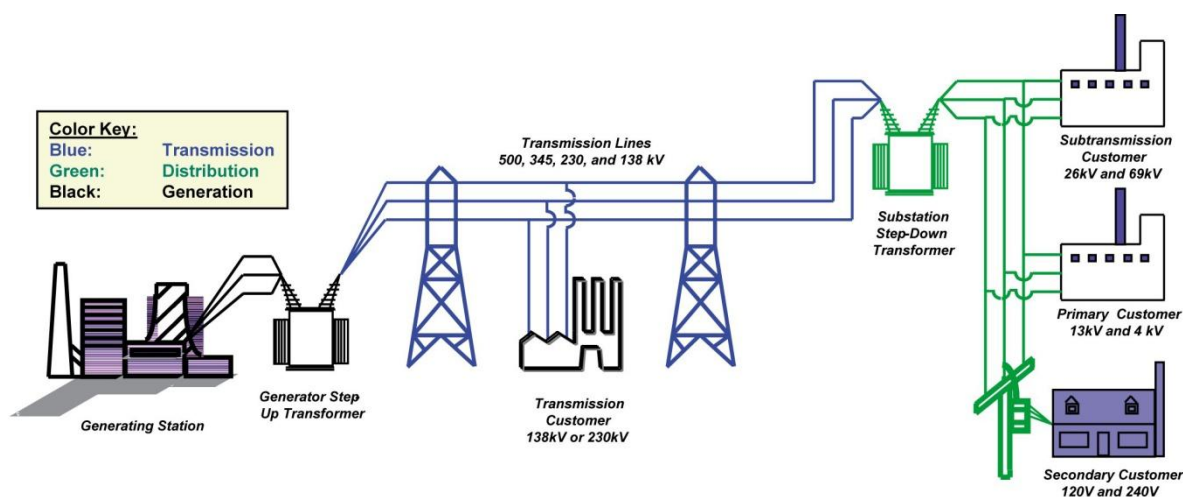 Color Key:
Blue: Transmission
Green: Distribution
Black: Generation
Transmission Lines
500, 345, 230, and 138 kV
Generating Station
Generator Step
Up Transformer
Transmission
Customer
138kV or 230kV
Substation
Step-Down
Transformer
Subtransmission
Customer
26kV and 69kV
Primary Customer
13kV and 4 kV
Secondary Customer
120V and 240V